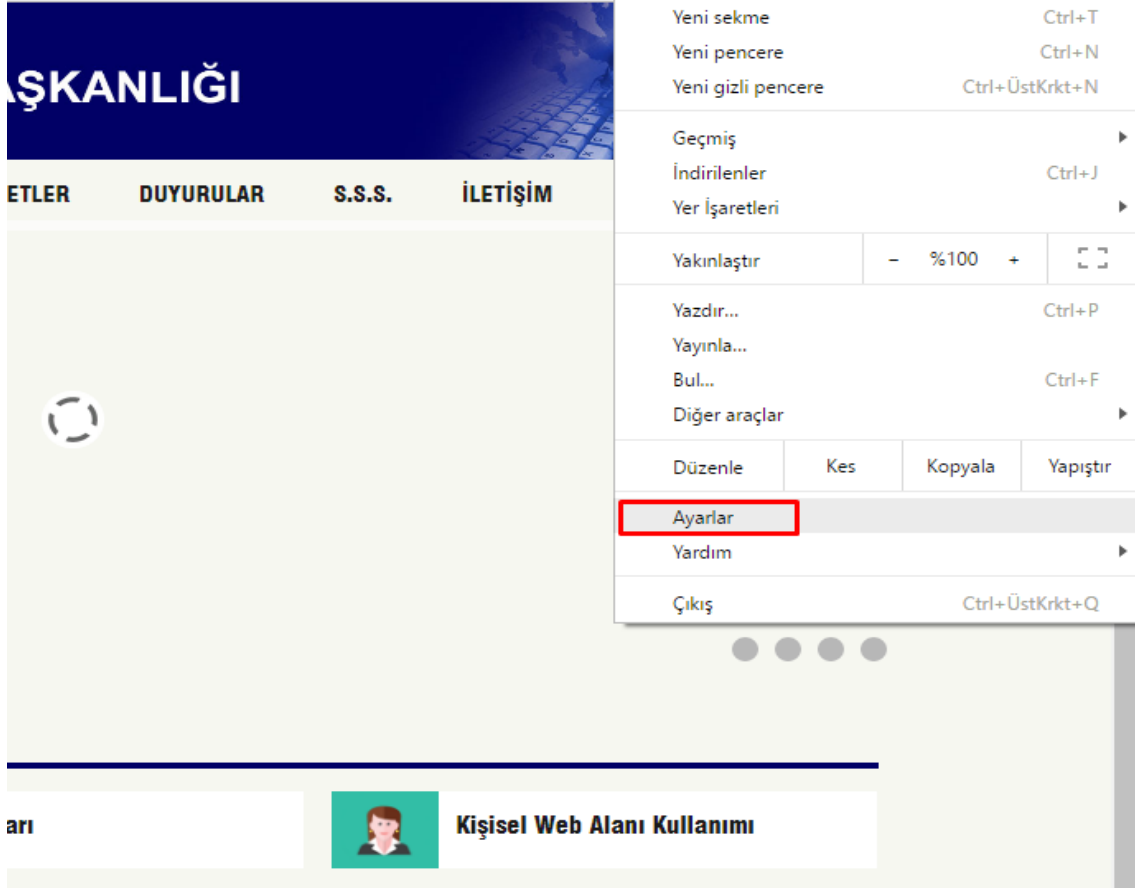 AŞKANLIĞI
ETLER DUYURULAR S.S.S. İLETİŞİM
Yeni sekme Ctrl+T
Yeni pencere Ctrl+N
Yeni gizli pencere Ctrl+ÜstKrkt+N
Geçmiş
İndirilenler Ctrl+J
Yer İşaretleri
Yakınlaştır - %100 +
Yazdır... Ctrl+P
Yayınla...
Bul... Ctrl+F
Diğer araçlar
Düzenle Kes Kopyala Yapıştır
Ayarlar
Yardım
Çıkış Ctrl+ÜstKrkt+Q
arı
Kişisel Web Alanı Kullanımı